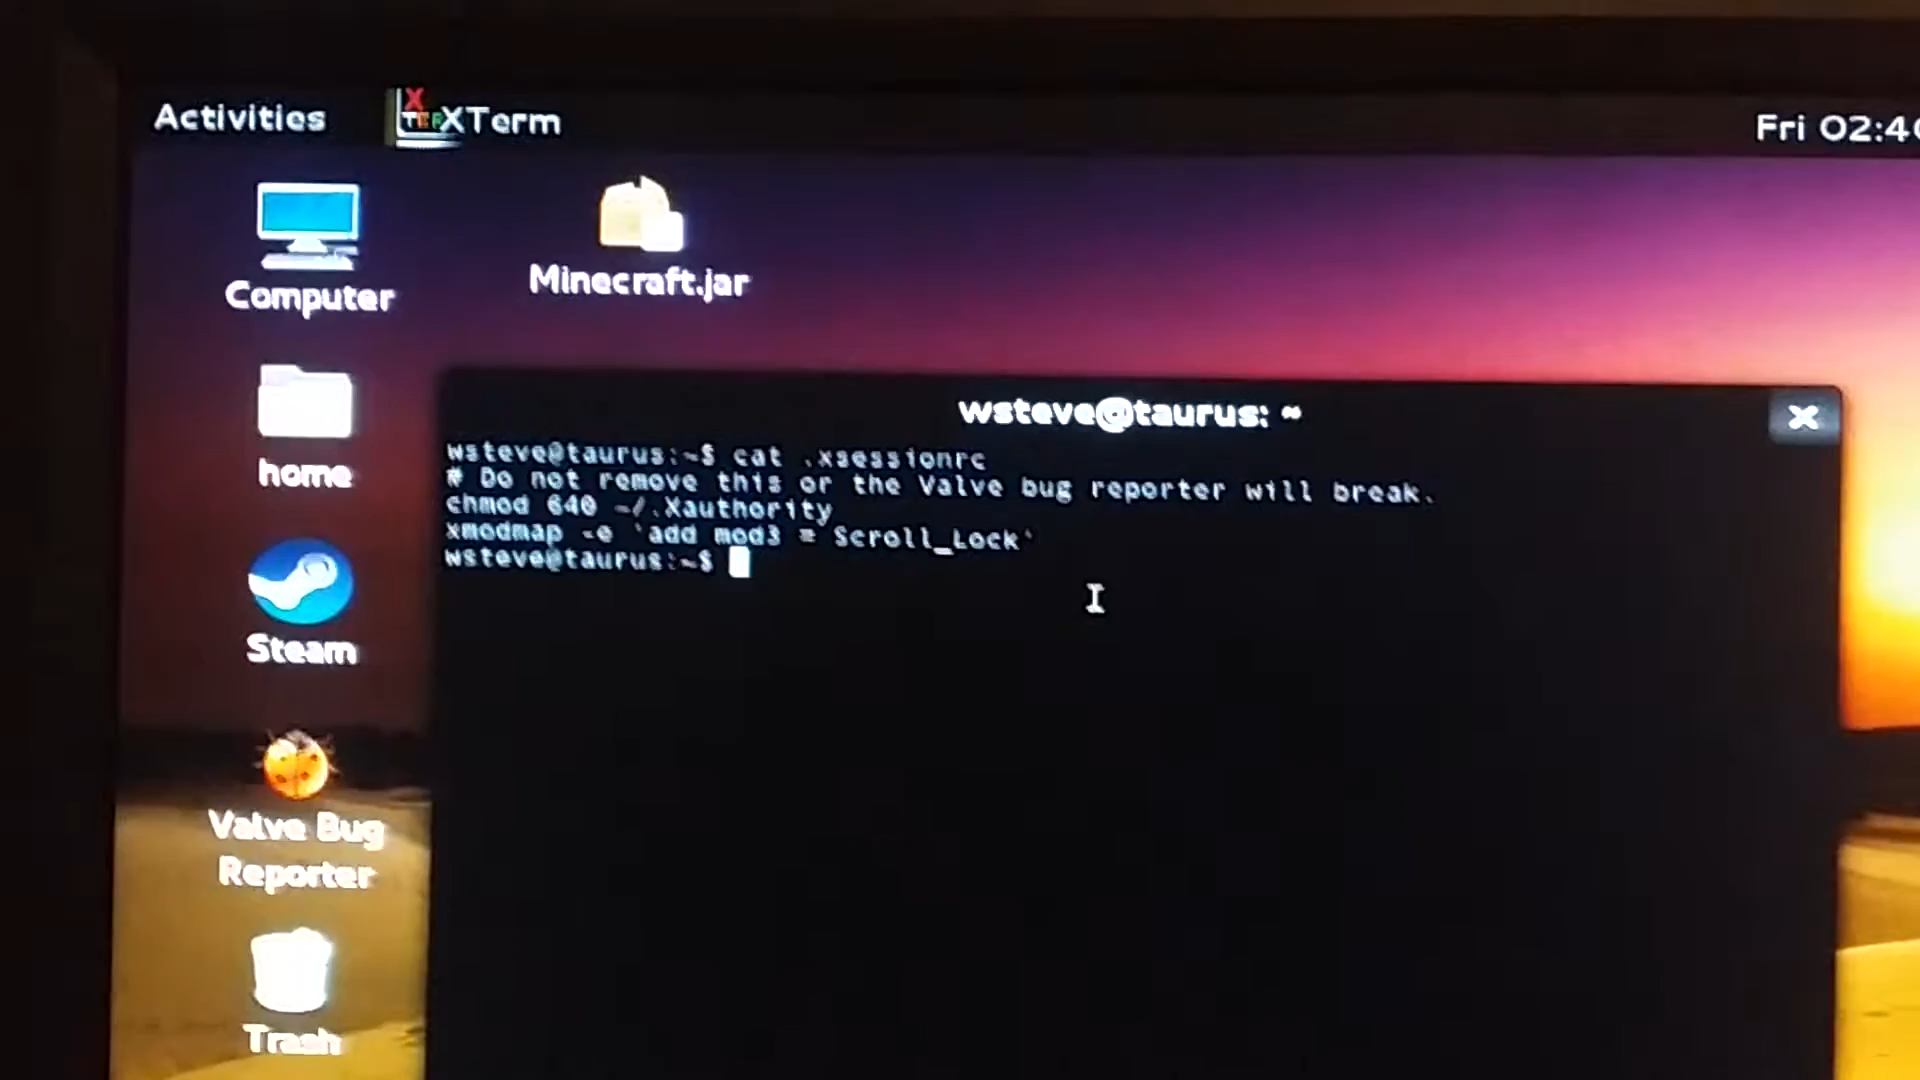 Activities
XTerm
Fri 02:4
Computer
Minecraft.jar
home
Steam
Valve Bug
Reporter
Trash
wsteve@taurus: ~
wsteve@taurus:~$ cat .xsessionrc
# Do not remove this or the Valve bug reporter will break.
chmod 640 ~/.Xauthority
xmodmap -e 'add mod3 = Scroll_Lock'
wsteve@taurus:~$